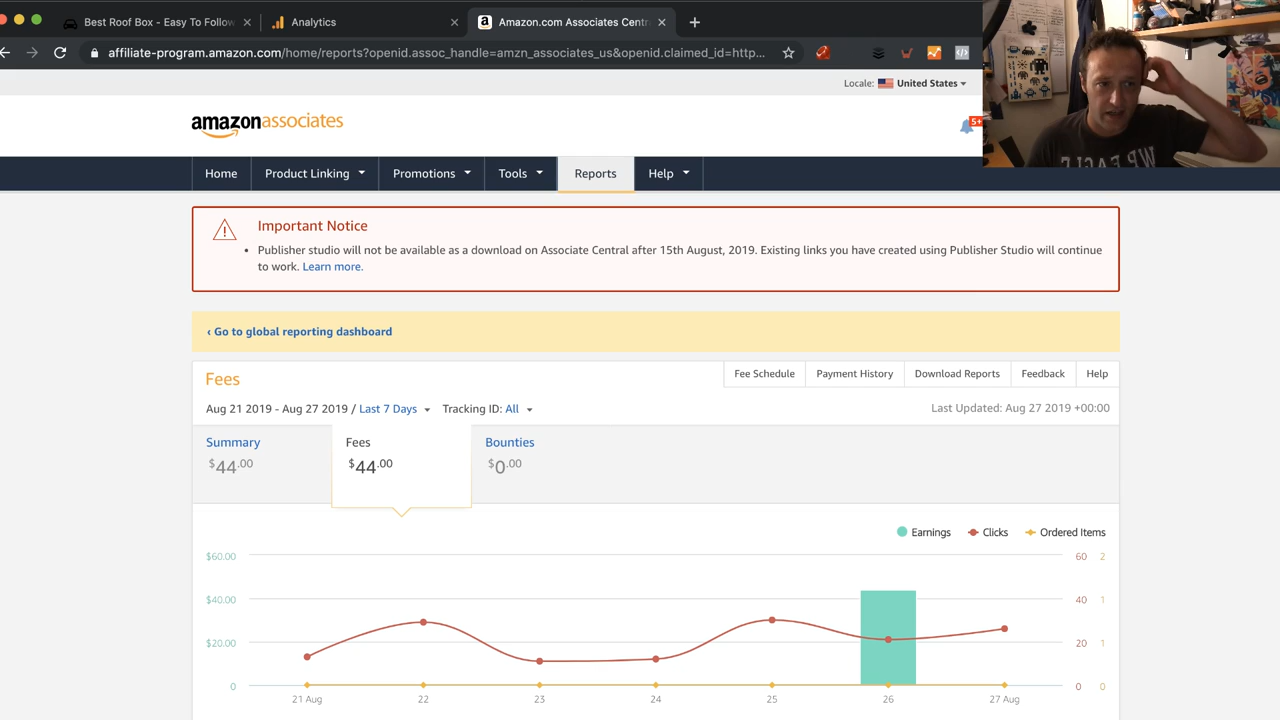 Best Roof Box - Easy To Follow
Analytics
Amazon.com Associates Centr
affiliate-program.amazon.com/home/reports?openid.assoc_handle=amzn_associates_us&openid.claimed_id=http...
Locale: United States
amazonassociates
5+
WP EAGLE
Home Product Linking Promotions Tools Reports Help
Important Notice
• Publisher studio will not be available as a download on Associate Central after 15th August, 2019. Existing links you have created using Publisher Studio will continue
to work. Learn more.
‹ Go to global reporting dashboard
Fees
Fee Schedule Payment History Download Reports Feedback Help
Aug 21 2019 - Aug 27 2019 / Last 7 Days Tracking ID: All Last Updated: Aug 27 2019 +00:00
Summary Fees Bounties
$44.00 $44.00 $0.00
Earnings Clicks Ordered Items
$60.00 60 2
$40.00 40 1
$20.00 20 1
0 0 0
21 Aug 22 23 24 25 26 27 Aug